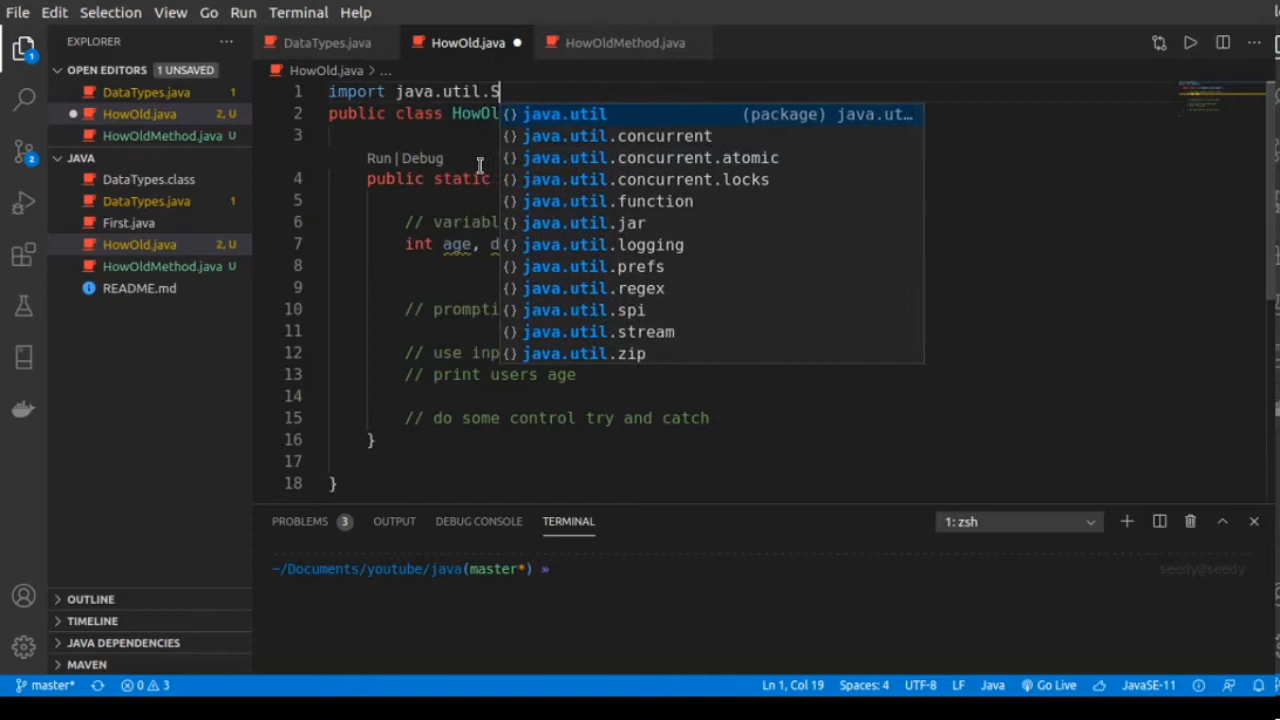 File Edit Selection View Go Run Terminal Help
EXPLORER
OPEN EDITORS 1 UNSAVED
DataTypes.java 1
HowOld.java 2, U
HowOldMethod.java U
JAVA
DataTypes.class
DataTypes.java 1
First.java
HowOld.java 2, U
HowOldMethod.java U
README.md
OUTLINE
TIMELINE
JAVA DEPENDENCIES
MAVEN
1
2
DataTypes.java HowOld.java HowOldMethod.java
HowOld.java > ...
1 import java.util.S
2 public class HowOl
3
Run | Debug
4 public static
5
6 // variabl
7 int age, d
8
9
10 // prompti
11
12 // use inp
13 // print users age
14
15 // do some control try and catch
16 }
17
18 }
{} java.util (package) java.ut...
{} java.util.concurrent
{} java.util.concurrent.atomic
{} java.util.concurrent.locks
{} java.util.function
{} java.util.jar
{} java.util.logging
{} java.util.prefs
{} java.util.regex
{} java.util.spi
{} java.util.stream
{} java.util.zip
PROBLEMS 3 OUTPUT DEBUG CONSOLE TERMINAL 1: zsh
~/Documents/youtube/java(master*) » seedy@seedy
master* 0 3 Ln 1, Col 19 Spaces: 4 UTF-8 LF Java Go Live JavaSE-11